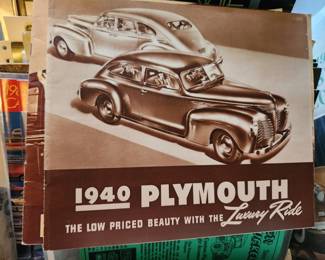 1940 PLYMOUTH
THE LOW PRICED BEAUTY WITH THE Luxury Ride